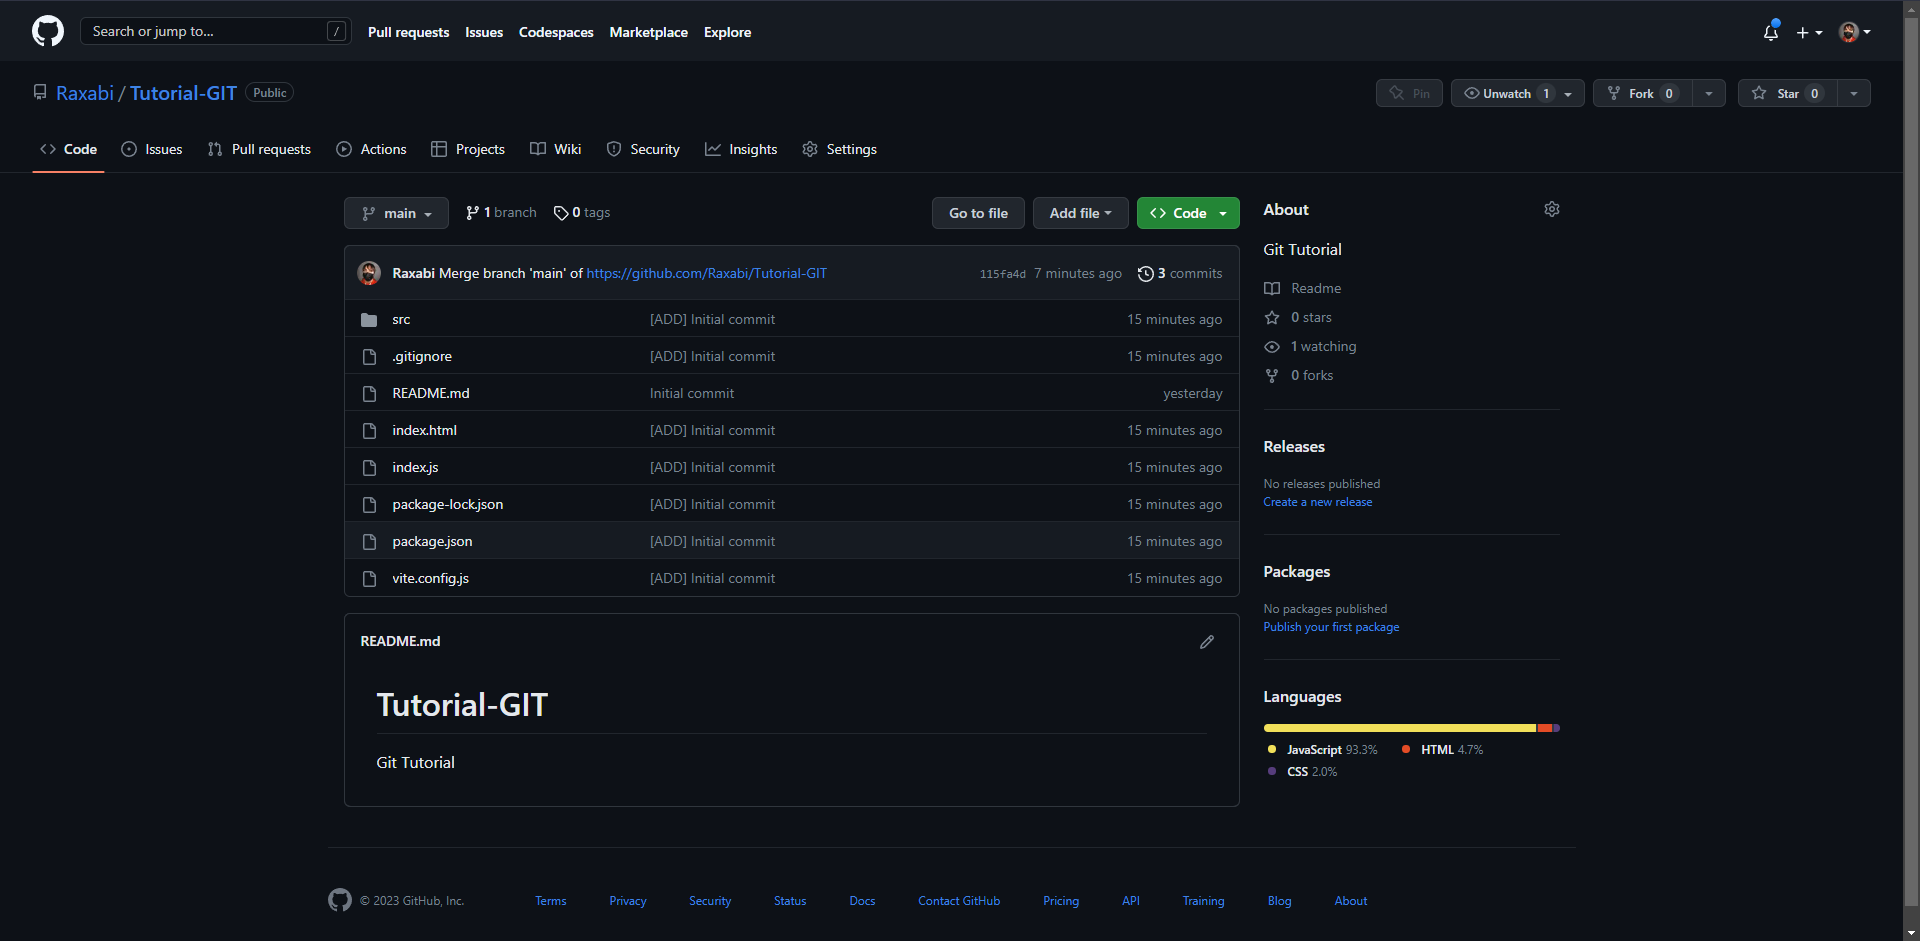 Search or jump to... /
Pull requests Issues Codespaces Marketplace Explore
Raxabi / Tutorial-GIT Public
Pin Unwatch 1 Fork 0 Star 0
Code Issues Pull requests Actions Projects Wiki Security Insights Settings
main 1 branch 0 tags
Go to file Add file Code
Raxabi Merge branch 'main' of https://github.com/Raxabi/Tutorial-GIT 115fa4d 7 minutes ago 3 commits
src [ADD] Initial commit 15 minutes ago
.gitignore [ADD] Initial commit 15 minutes ago
README.md Initial commit yesterday
index.html [ADD] Initial commit 15 minutes ago
index.js [ADD] Initial commit 15 minutes ago
package-lock.json [ADD] Initial commit 15 minutes ago
package.json [ADD] Initial commit 15 minutes ago
vite.config.js [ADD] Initial commit 15 minutes ago
README.md
Tutorial-GIT
Git Tutorial
About
Git Tutorial
Readme
0 stars
1 watching
0 forks
Releases
No releases published
Create a new release
Packages
No packages published
Publish your first package
Languages
JavaScript 93.3% HTML 4.7%
CSS 2.0%
© 2023 GitHub, Inc. Terms Privacy Security Status Docs Contact GitHub Pricing API Training Blog About